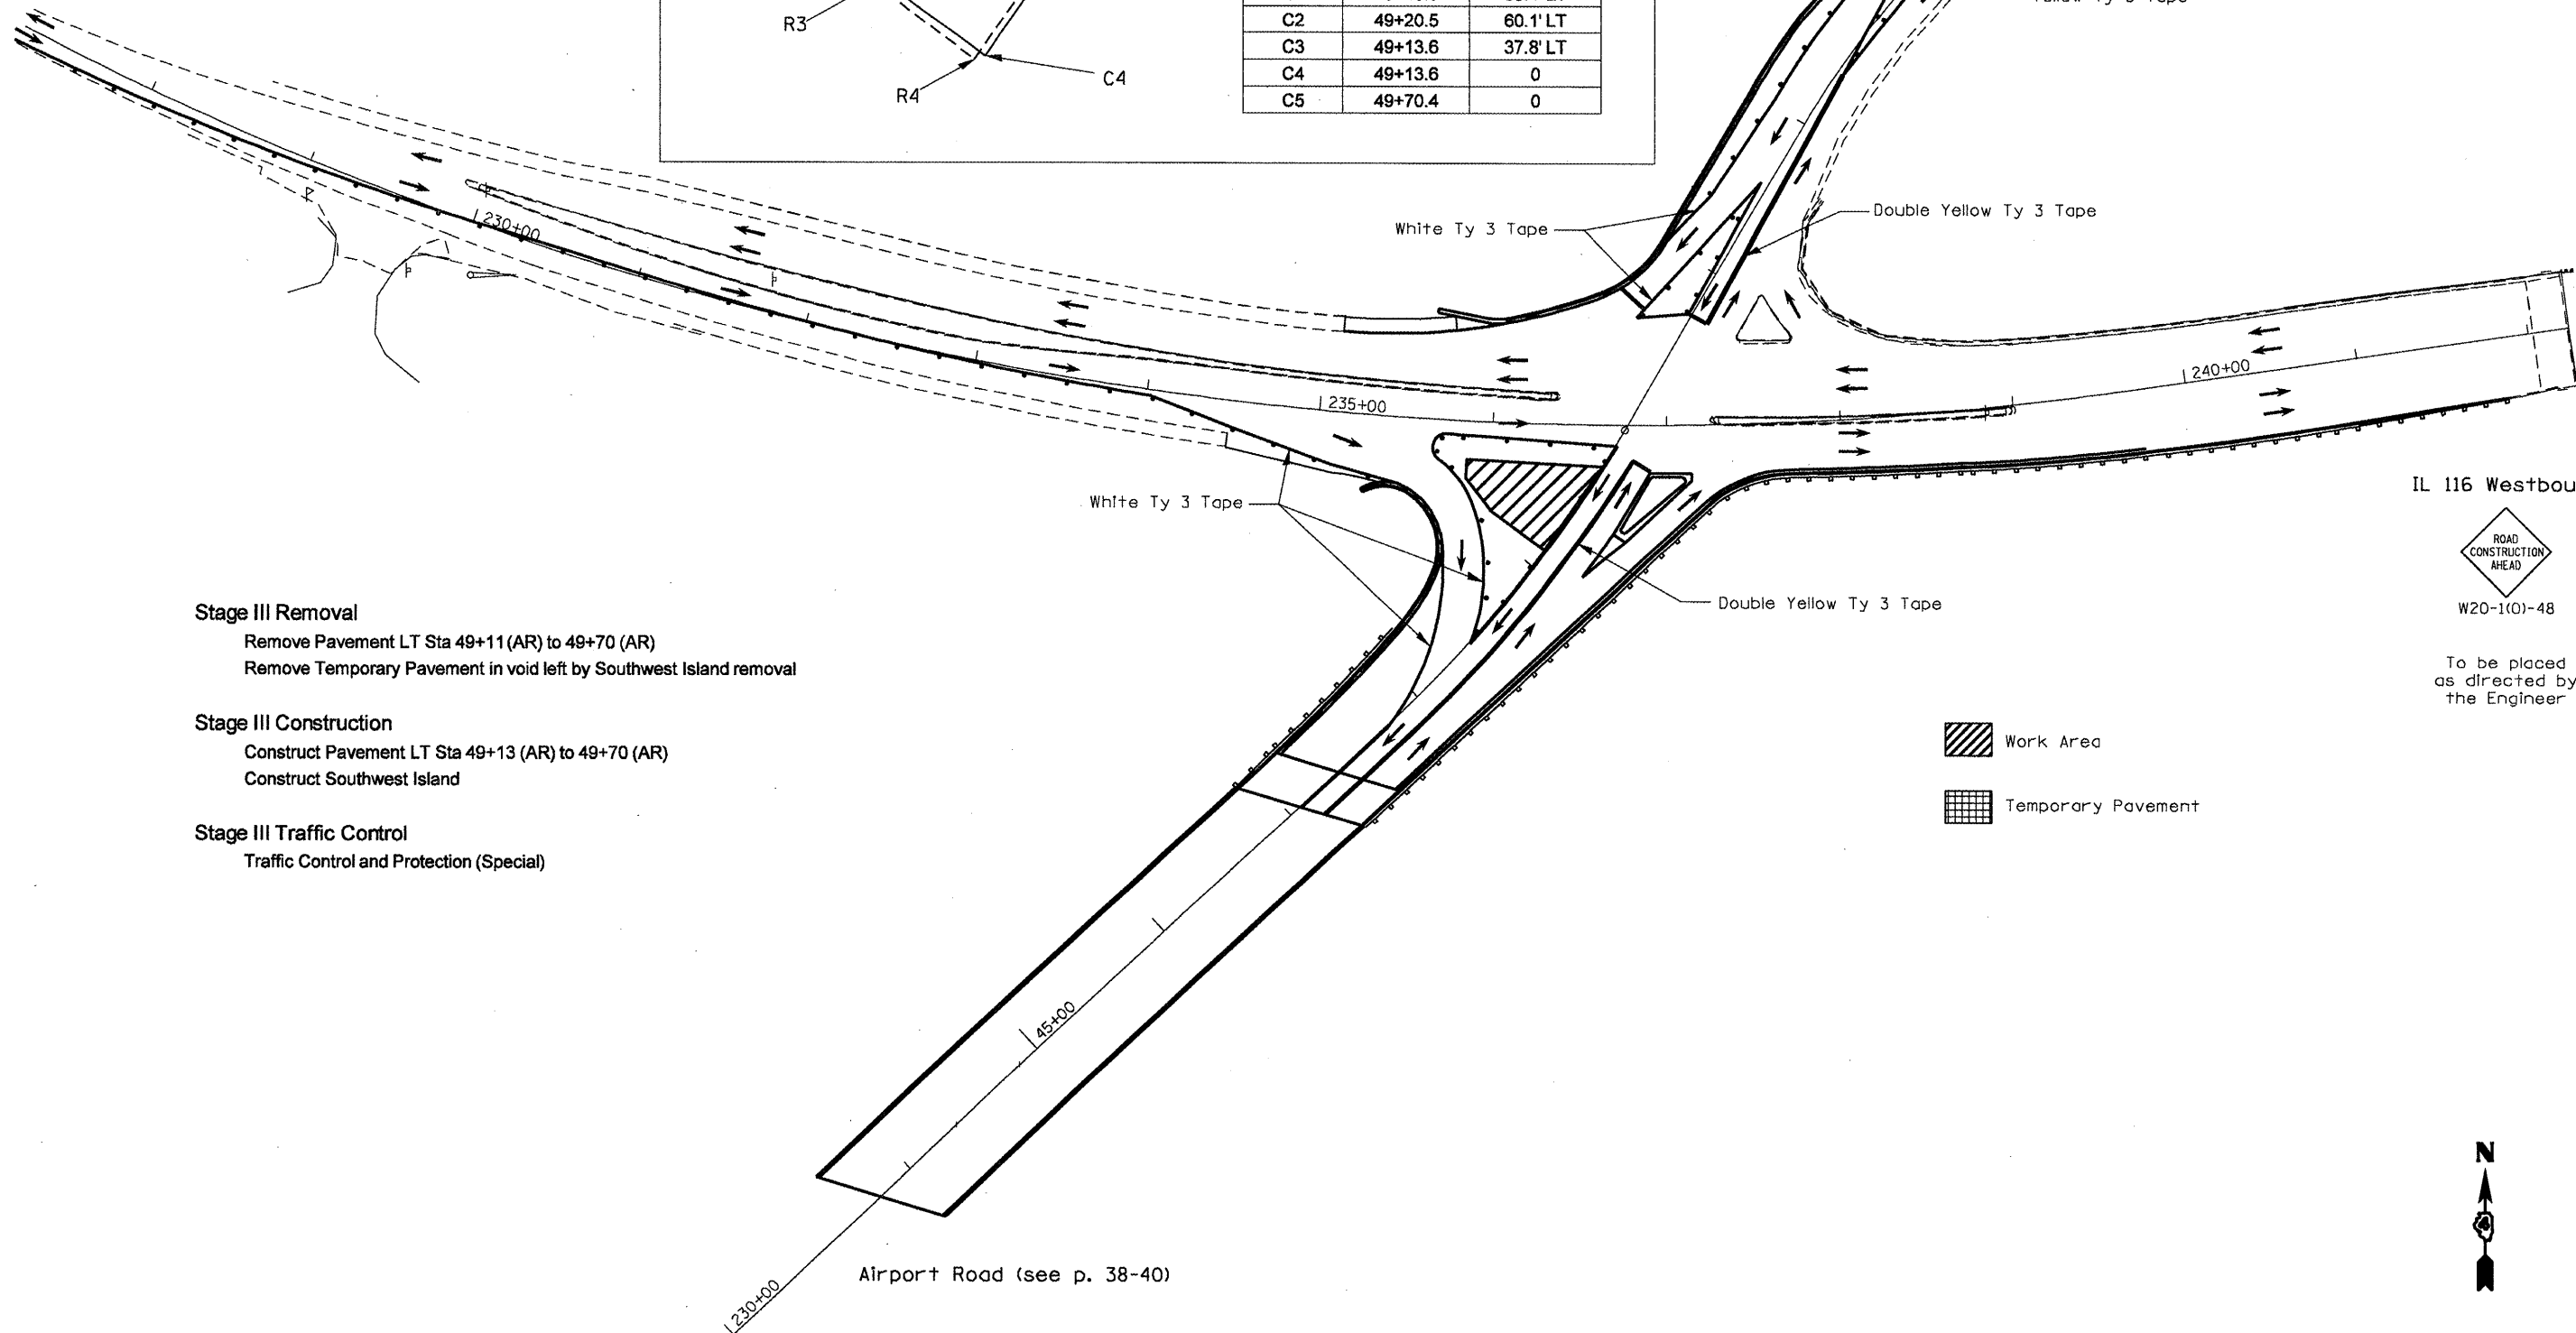 R3
R4
C4
C2 49+20.5 60.1' LT
C3 49+13.6 37.8' LT
C4 49+13.6 0
C5 49+70.4 0
230+00
White Ty 3 Tape
Double Yellow Ty 3 Tape
235+00
240+00
White Ty 3 Tape
Double Yellow Ty 3 Tape
IL 116 Westbou
ROAD
CONSTRUCTION
AHEAD
W20-1(O)-48
To be placed
as directed by
the Engineer
Stage III Removal
Remove Pavement LT Sta 49+11 (AR) to 49+70 (AR)
Remove Temporary Pavement in void left by Southwest Island removal
Stage III Construction
Construct Pavement LT Sta 49+13 (AR) to 49+70 (AR)
Construct Southwest Island
Stage III Traffic Control
Traffic Control and Protection (Special)
Work Area
Temporary Pavement
45+00
230+00
Airport Road (see p. 38-40)
N
4